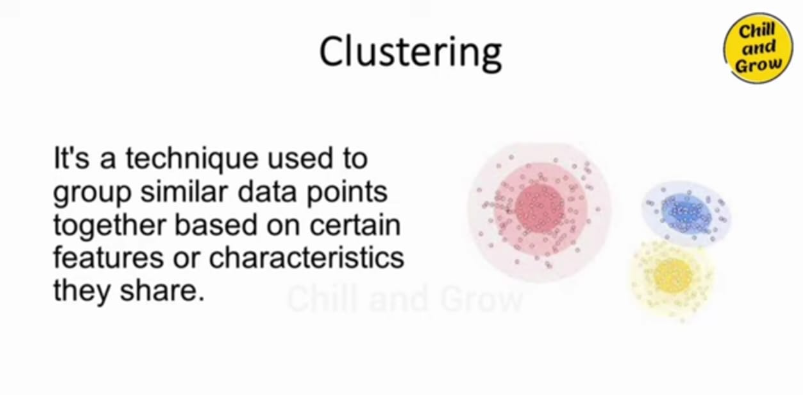 Clustering
Chill
and
Grow
It's a technique used to
group similar data points
together based on certain
features or characteristics
they share.
Chill and Grow